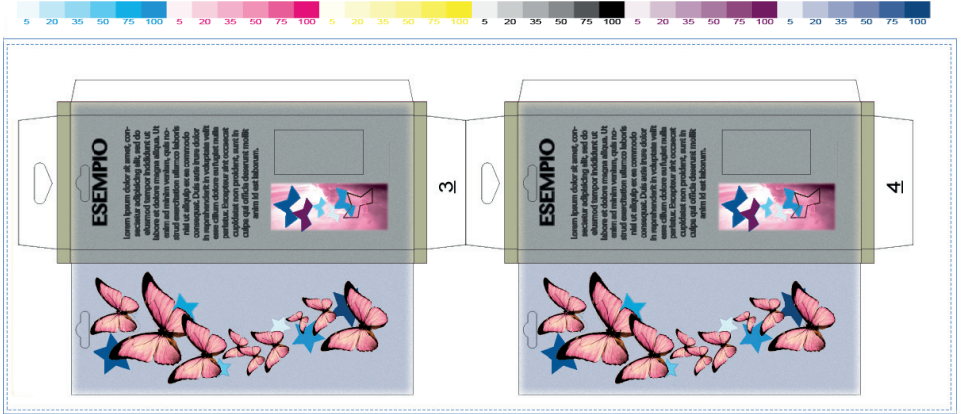 5 20 35 50 75 100 5 20 35 50 75 100 5 20 35 50 75 100 5 20 35 50 75 100 5 20 35 50 75 100 5 20 35 50 75 100
ESEMPIO
Lorem ipsum dolor sit amet, con-
sectetur adipisicing elit, sed do
eiusmod tempor incididunt ut
labore et dolore magna aliqua. Ut
enim ad minim veniam, quis no-
strud exercitation ullamco laboris
nisi ut aliquip ex ea commodo
consequat. Duis aute irure dolor
in reprehenderit in voluptate velit
esse cillum dolore eu fugiat nulla
pariatur. Excepteur sint occaecat
cupidatat non proident, sunt in
culpa qui officia deserunt mollit
anim id est laborum.
3
ESEMPIO
Lorem ipsum dolor sit amet, con-
sectetur adipisicing elit, sed do
eiusmod tempor incididunt ut
labore et dolore magna aliqua. Ut
enim ad minim veniam, quis no-
strud exercitation ullamco laboris
nisi ut aliquip ex ea commodo
consequat. Duis aute irure dolor
in reprehenderit in voluptate velit
esse cillum dolore eu fugiat nulla
pariatur. Excepteur sint occaecat
cupidatat non proident, sunt in
culpa qui officia deserunt mollit
anim id est laborum.
4